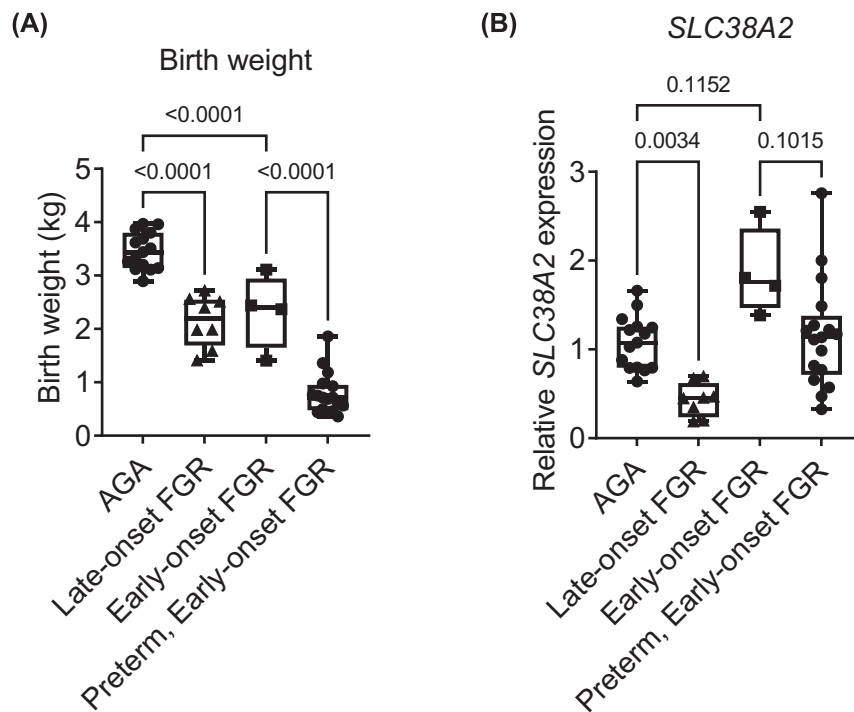 (A)
Birth weight
<0.0001
<0.0001
<0.0001
Birth weight (kg)
5
4
3
2
1
0
AGA
Late-onset FGR
Early-onset FGR
Preterm, Early-onset FGR
(B)
SLC38A2
0.1152
0.0034
0.1015
Relative SLC38A2 expression
3
2
1
0
AGA
Late-onset FGR
Early-onset FGR
Preterm, Early-onset FGR